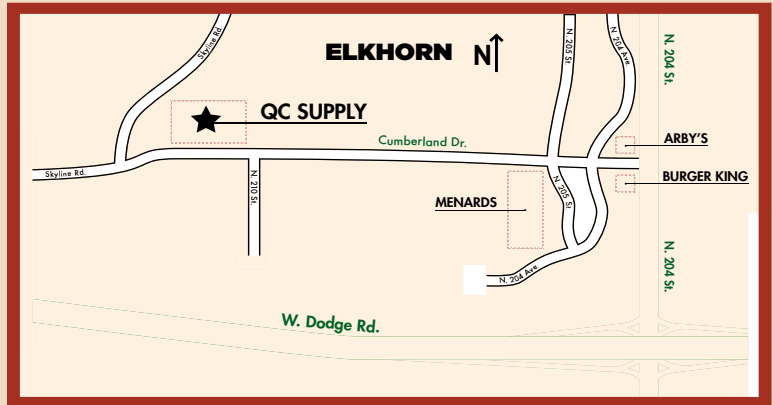 Skyline Rd.
ELKHORN
N
N. 205 St.
N. 204 Ave.
N. 204 St.
QC SUPPLY
Cumberland Dr.
ARBY'S
Skyline Rd.
N. 210 St.
N. 205 St.
BURGER KING
MENARDS
N. 204 Ave.
N. 204 St.
W. Dodge Rd.